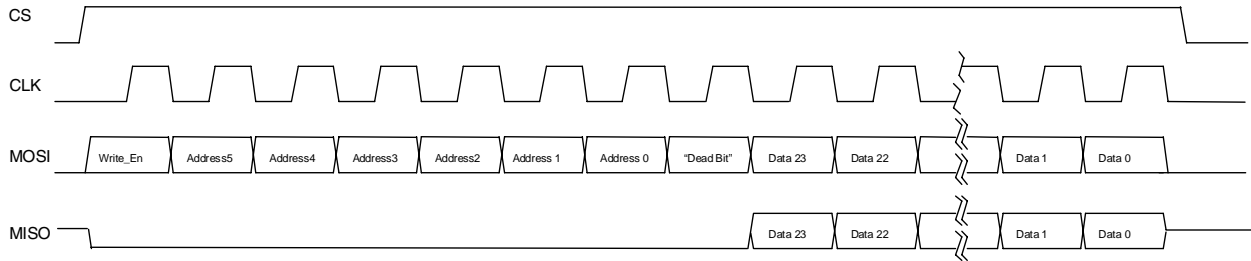 CS
CLK
MOSI Write_En Address5 Address4 Address3 Address2 Address 1 Address 0 “Dead Bit” Data 23 Data 22 Data 1 Data 0
MISO Data 23 Data 22 Data 1 Data 0